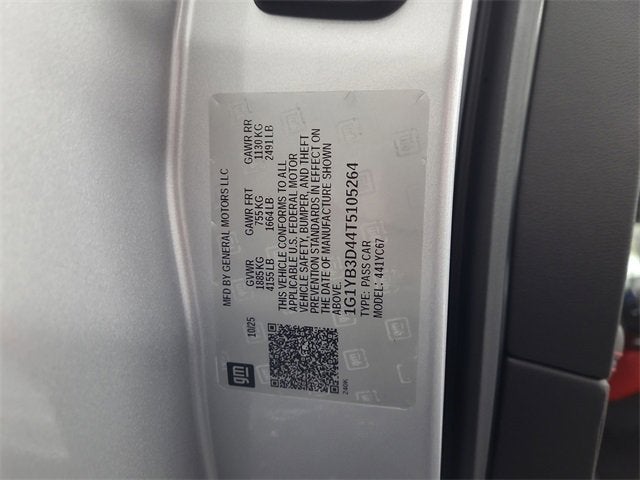 MFD BY GENERAL MOTORS LLC
10/25
GVWR GAWR FRT GAWR RR
1885 KG 755 KG 1130 KG
4155 LB 1664 LB 2491 LB
THIS VEHICLE CONFORMS TO ALL
APPLICABLE U.S. FEDERAL MOTOR
VEHICLE SAFETY, BUMPER, AND THEFT
PREVENTION STANDARDS IN EFFECT ON
THE DATE OF MANUFACTURE SHOWN
ABOVE.
1G1YB3D44T5105264
TYPE: PASS CAR
MODEL: 441YC67
gm
240K